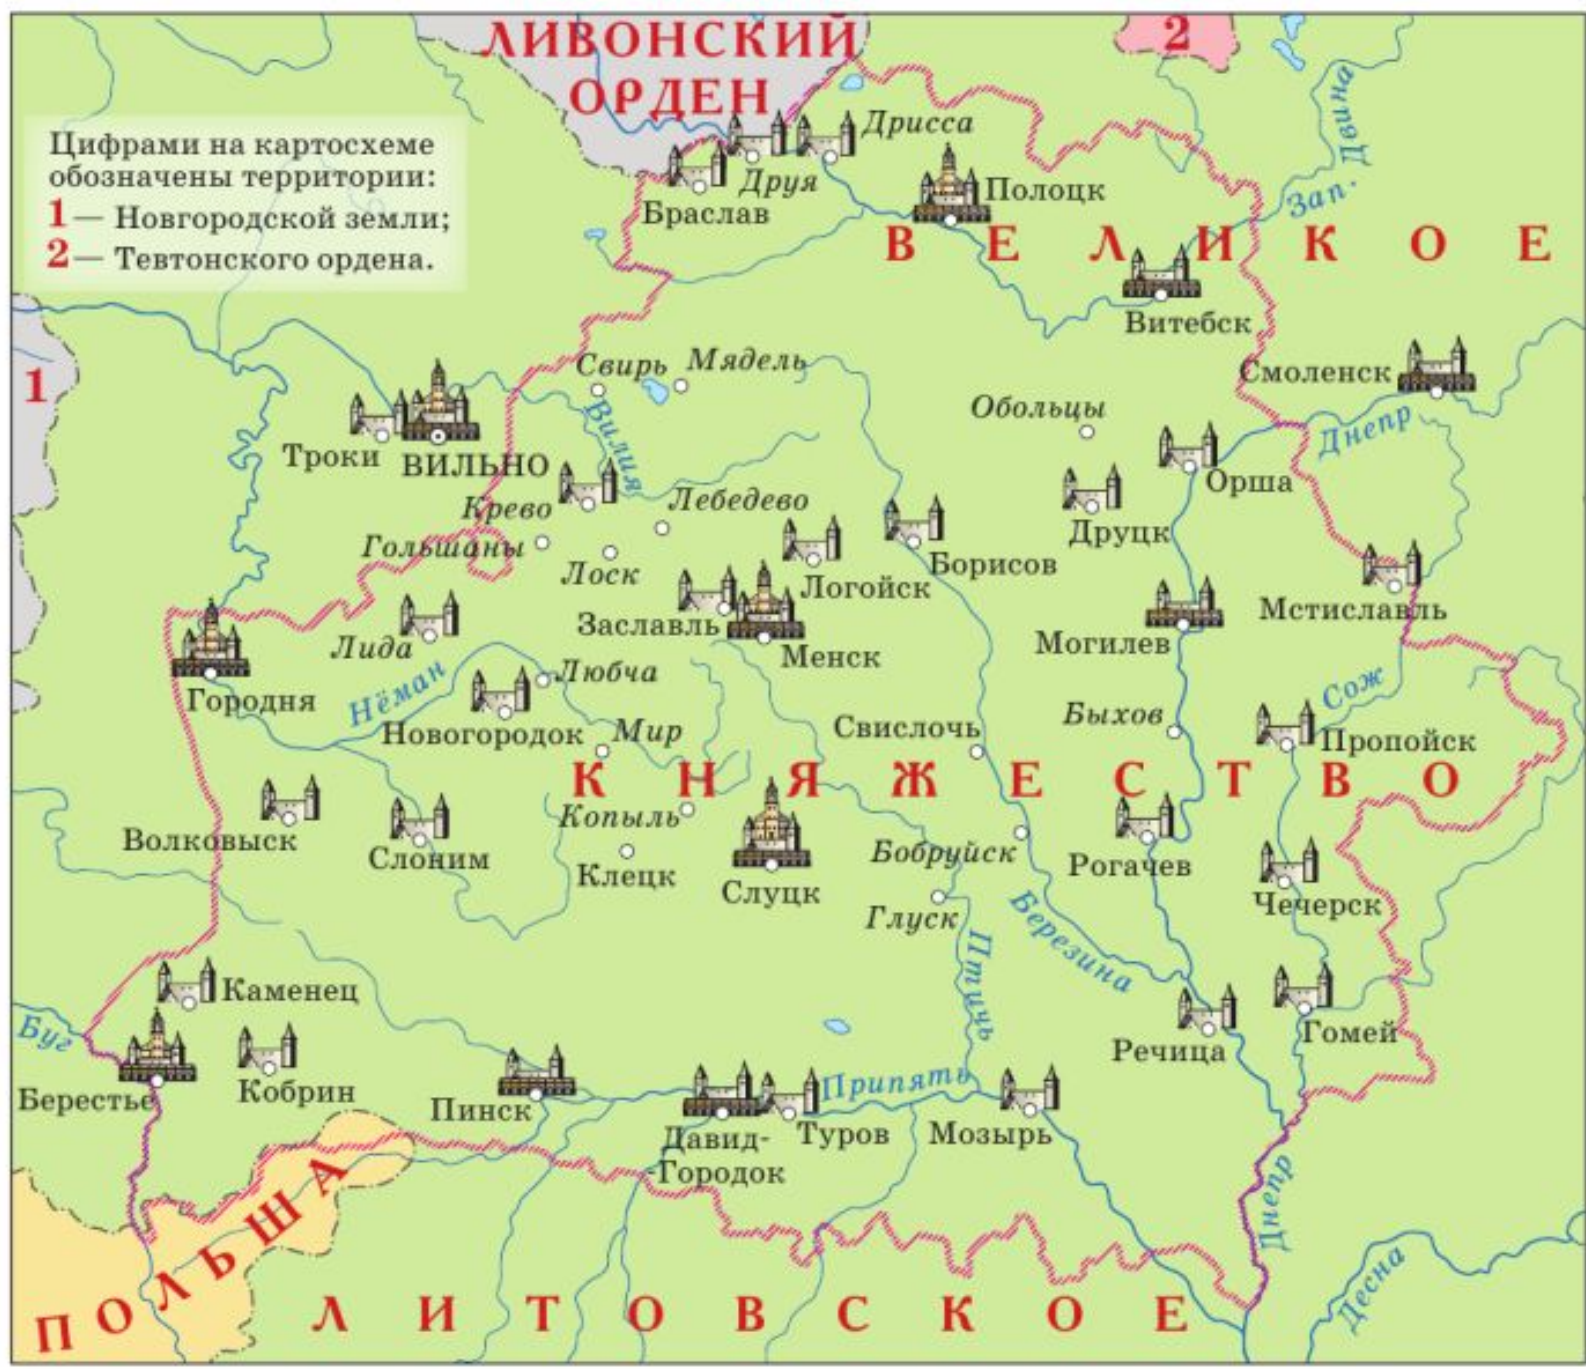 ЛИВОНСКИЙ
ОРДЕН
2
Цифрами на картосхеме
обозначены территории:
1 — Новгородской земли;
2 — Тевтонского ордена.
Дрисса
Друя
Браслав
Полоцк
Зап. Двина
ВЕЛИКОЕ
Витебск
1
Свирь
Мядель
Смоленск
Обольцы
Днепр
Троки
ВИЛЬНО
Вилия
Орша
Крево
Лебедево
Друцк
Гольшаны
Лоск
Логойск
Борисов
Заславль
Мстиславль
Лида
Менск
Могилев
Любча
Городня
Нёман
Сож
Новогородок
Мир
Свислочь
Быхов
Пропойск
КНЯЖЕСТВО
Волковыск
Слоним
Копыль
Клецк
Слуцк
Бобруйск
Рогачев
Глуск
Чечерск
Березина
Птичь
Каменец
Буг
Гомей
Речица
Берестье
Кобрин
Пинск
Припять
Давид-
-Городок
Туров
Мозырь
ПОЛЬША
Днепр
Десна
ЛИТОВСКОЕ